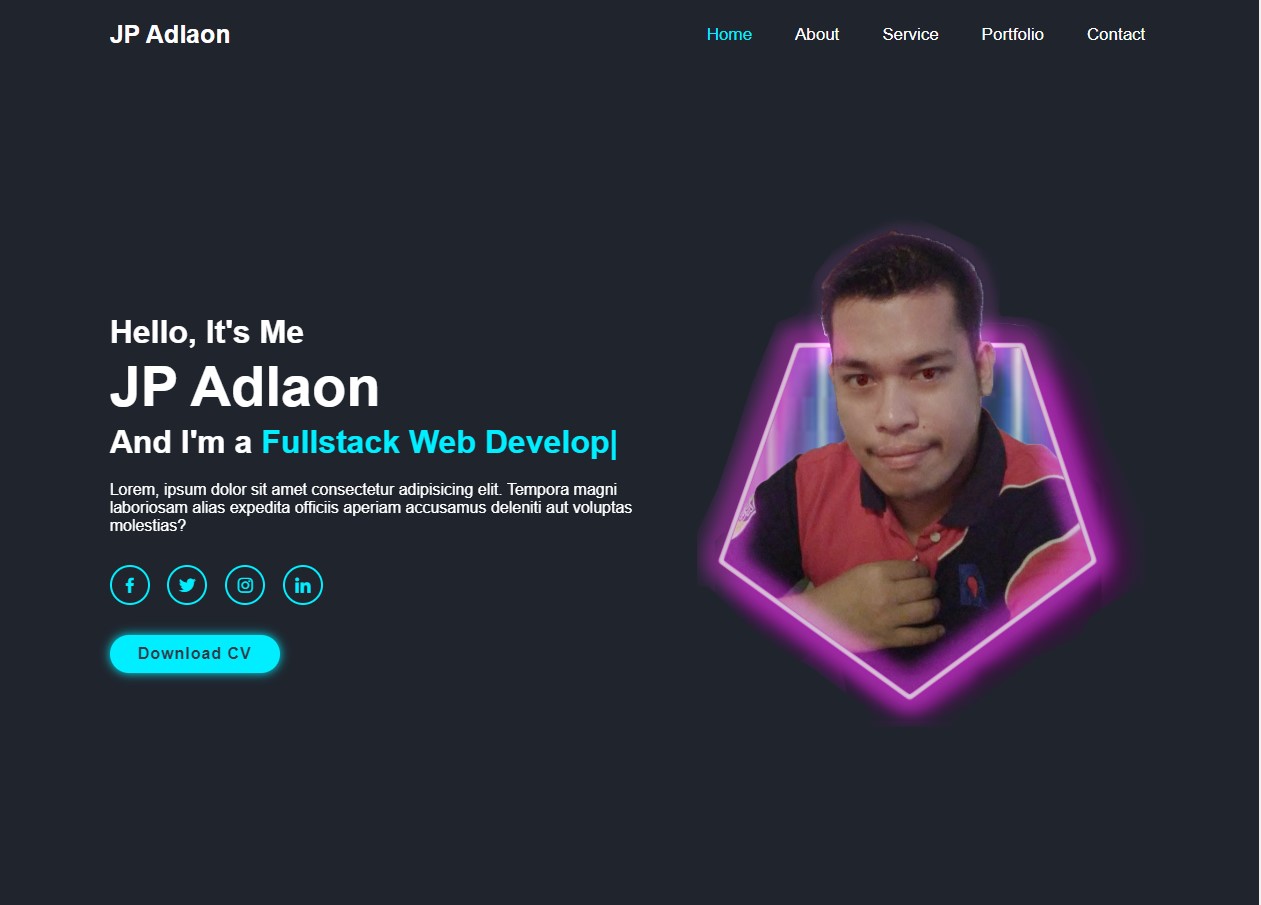 JP Adlaon
Home About Service Portfolio Contact
Hello, It's Me
JP Adlaon
And I'm a Fullstack Web Develop|
Lorem, ipsum dolor sit amet consectetur adipisicing elit. Tempora magni
laboriosam alias expedita officiis aperiam accusamus deleniti aut voluptas
molestias?
Download CV